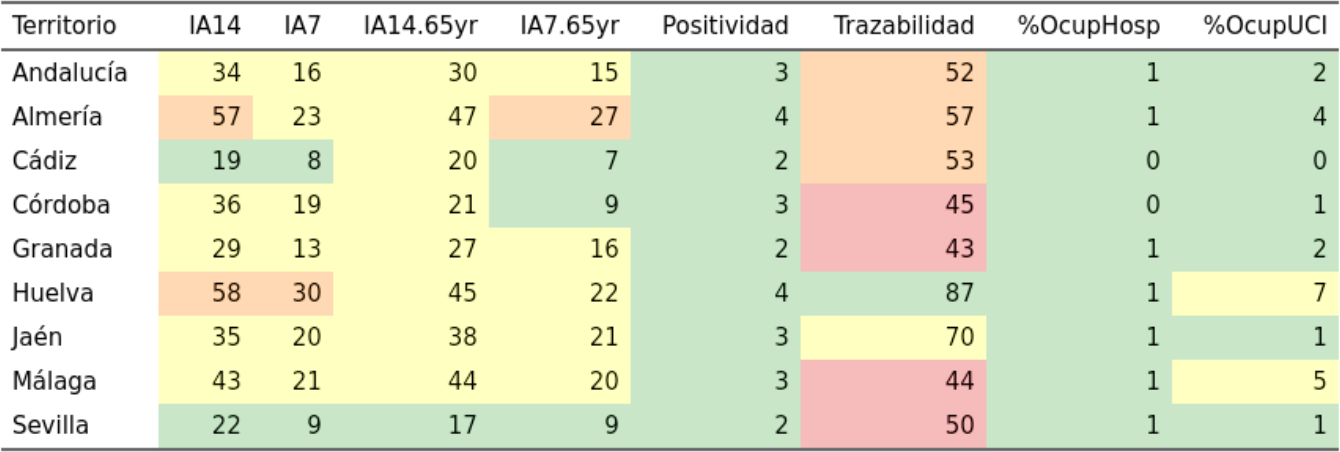 Territorio IA14 IA7 IA14.65yr IA7.65yr Positividad Trazabilidad %OcupHosp %OcupUCI
Andalucía 34 16 30 15 3 52 1 2
Almería 57 23 47 27 4 57 1 4
Cádiz 19 8 20 7 2 53 0 0
Córdoba 36 19 21 9 3 45 0 1
Granada 29 13 27 16 2 43 1 2
Huelva 58 30 45 22 4 87 1 7
Jaén 35 20 38 21 3 70 1 1
Málaga 43 21 44 20 3 44 1 5
Sevilla 22 9 17 9 2 50 1 1